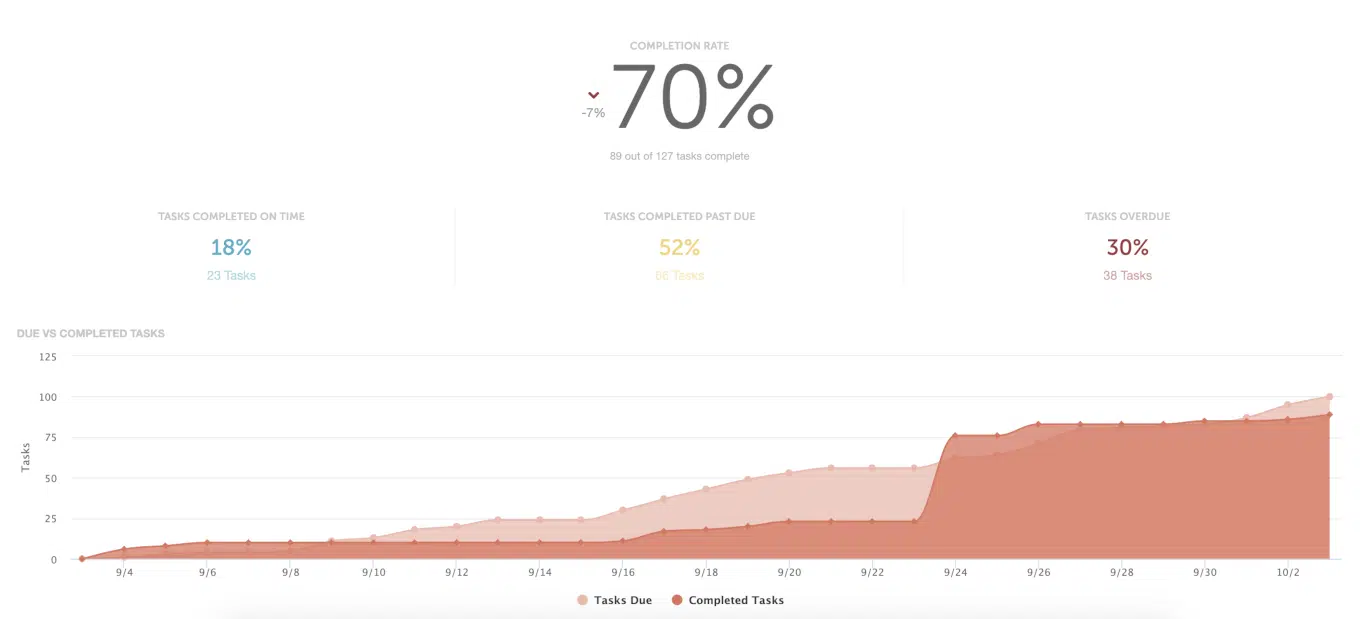 COMPLETION RATE
70%
-7%
89 out of 127 tasks complete
TASKS COMPLETED ON TIME
18%
23 Tasks
TASKS COMPLETED PAST DUE
52%
66 Tasks
TASKS OVERDUE
30%
38 Tasks
DUE VS COMPLETED TASKS
125
100
75
50
25
0
Tasks
9/4 9/6 9/8 9/10 9/12 9/14 9/16 9/18 9/20 9/22 9/24 9/26 9/28 9/30 10/2
Tasks Due Completed Tasks